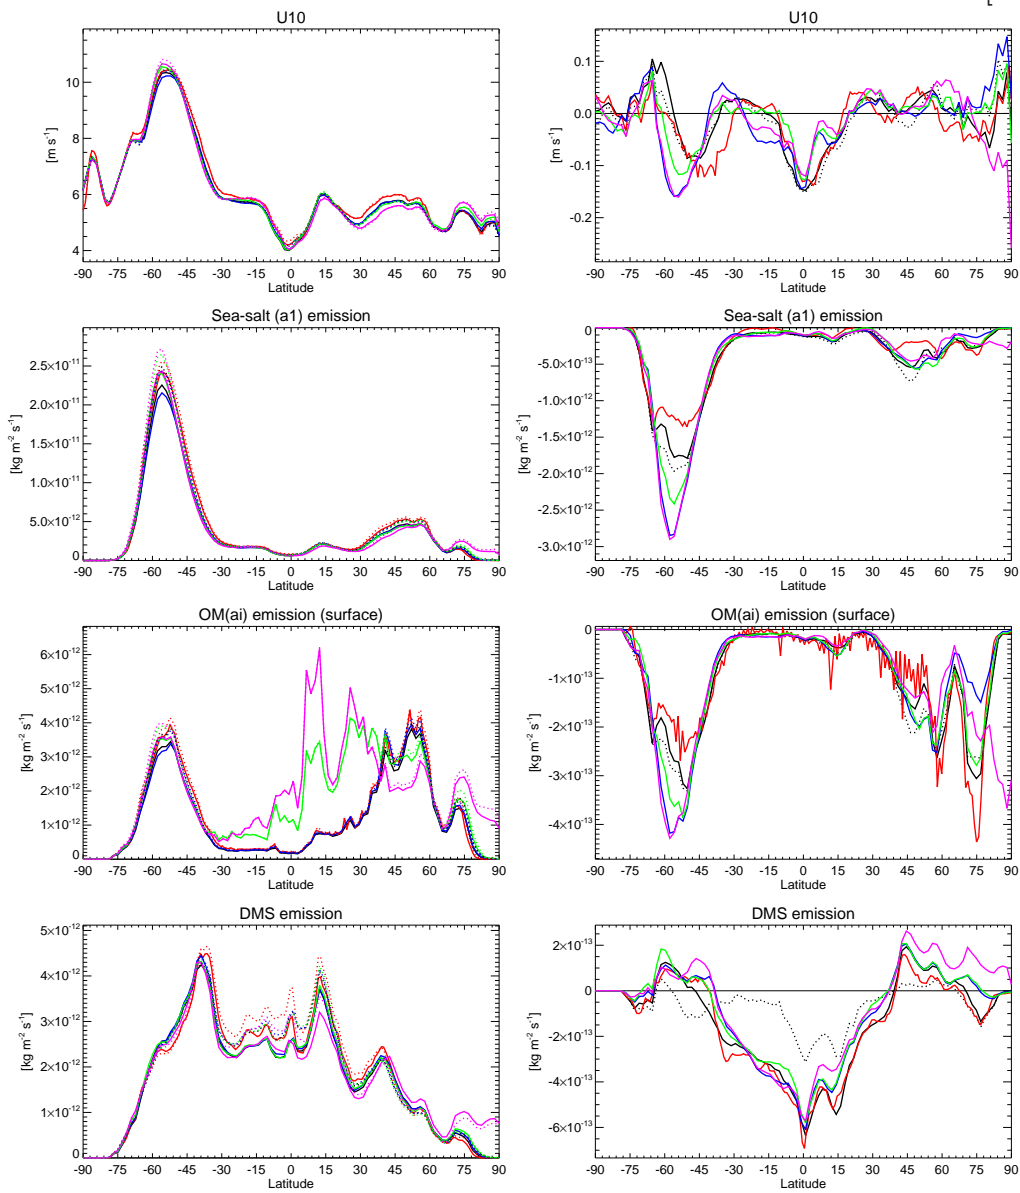 [
U10
U10
[m s⁻¹]
10
8
6
4
-90 -75 -60 -45 -30 -15 0 15 30 45 60 75 90
Latitude
[m s⁻¹]
0.1
0.0
-0.1
-0.2
-90 -75 -60 -45 -30 -15 0 15 30 45 60 75 90
Latitude
Sea-salt (a1) emission
Sea-salt (a1) emission
[kg m⁻² s⁻¹]
2.5×10⁻¹¹
2.0×10⁻¹¹
1.5×10⁻¹¹
1.0×10⁻¹¹
5.0×10⁻¹²
0
-90 -75 -60 -45 -30 -15 0 15 30 45 60 75 90
Latitude
[kg m⁻² s⁻¹]
0
-5.0×10⁻¹³
-1.0×10⁻¹²
-1.5×10⁻¹²
-2.0×10⁻¹²
-2.5×10⁻¹²
-3.0×10⁻¹²
-90 -75 -60 -45 -30 -15 0 15 30 45 60 75 90
Latitude
OM(ai) emission (surface)
OM(ai) emission (surface)
[kg m⁻² s⁻¹]
6×10⁻¹²
5×10⁻¹²
4×10⁻¹²
3×10⁻¹²
2×10⁻¹²
1×10⁻¹²
0
-90 -75 -60 -45 -30 -15 0 15 30 45 60 75 90
Latitude
[kg m⁻² s⁻¹]
0
-1×10⁻¹³
-2×10⁻¹³
-3×10⁻¹³
-4×10⁻¹³
-90 -75 -60 -45 -30 -15 0 15 30 45 60 75 90
Latitude
DMS emission
DMS emission
[kg m⁻² s⁻¹]
5×10⁻¹²
4×10⁻¹²
3×10⁻¹²
2×10⁻¹²
1×10⁻¹²
0
-90 -75 -60 -45 -30 -15 0 15 30 45 60 75 90
Latitude
[kg m⁻² s⁻¹]
2×10⁻¹³
0
-2×10⁻¹³
-4×10⁻¹³
-6×10⁻¹³
-90 -75 -60 -45 -30 -15 0 15 30 45 60 75 90
Latitude